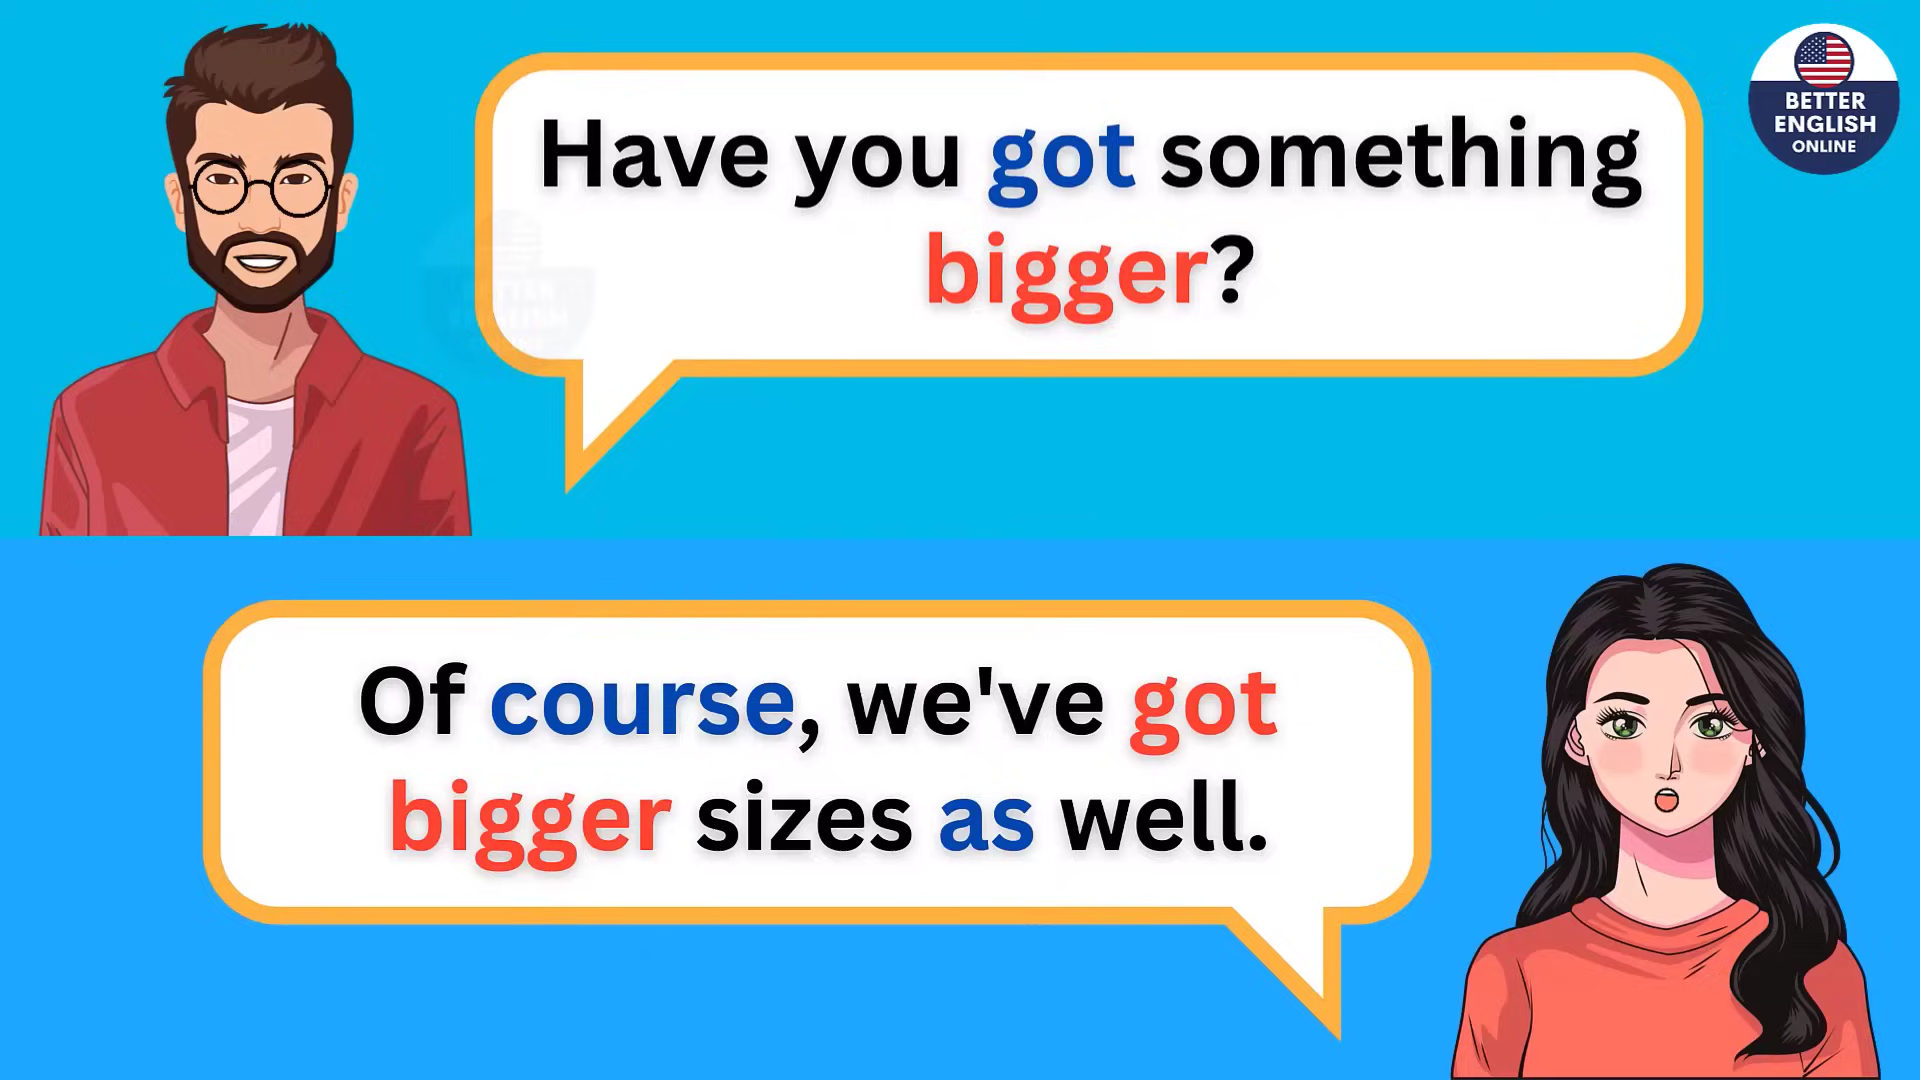 Have you got something
bigger?
BETTER
ENGLISH
ONLINE
Of course, we've got
bigger sizes as well.